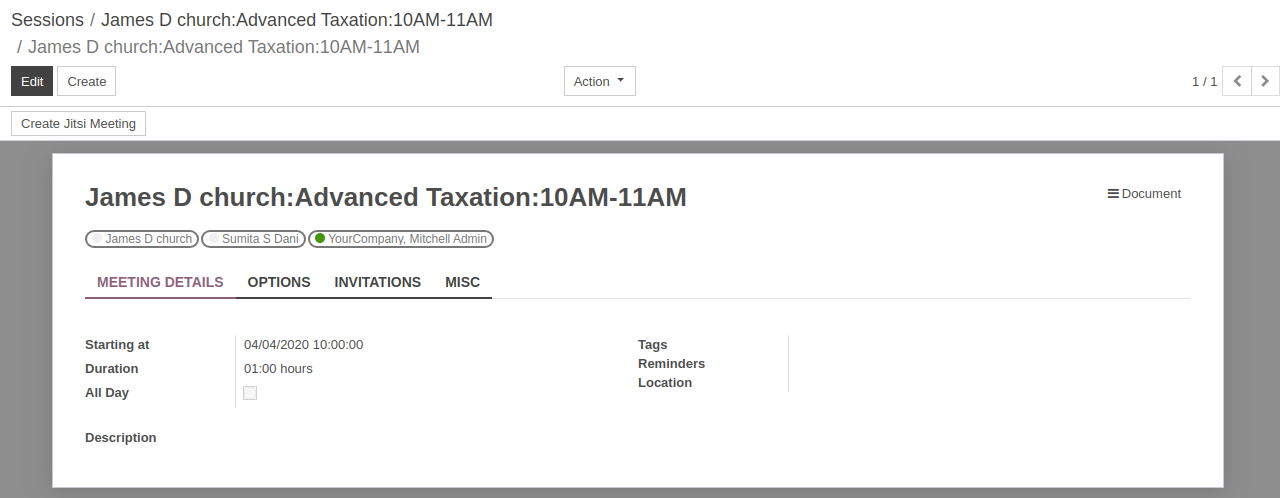 Sessions / James D church:Advanced Taxation:10AM-11AM
/ James D church:Advanced Taxation:10AM-11AM
Edit Create Action 1 / 1
Create Jitsi Meeting
James D church:Advanced Taxation:10AM-11AM
Document
James D church Sumita S Dani YourCompany, Mitchell Admin
MEETING DETAILS OPTIONS INVITATIONS MISC
Starting at 04/04/2020 10:00:00
Duration 01:00 hours
All Day
Tags
Reminders
Location
Description